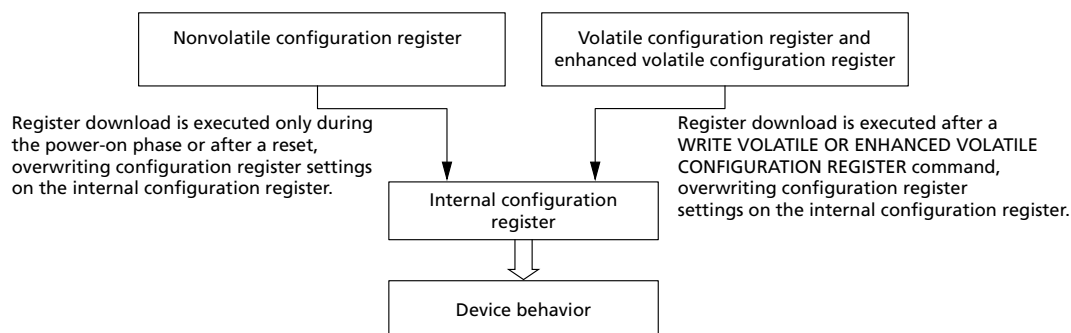 Nonvolatile configuration register
Volatile configuration register and
enhanced volatile configuration register
Register download is executed only during
the power-on phase or after a reset,
overwriting configuration register settings
on the internal configuration register.
Register download is executed after a
WRITE VOLATILE OR ENHANCED VOLATILE
CONFIGURATION REGISTER command,
overwriting configuration register
settings on the internal configuration register.
Internal configuration
register
Device behavior